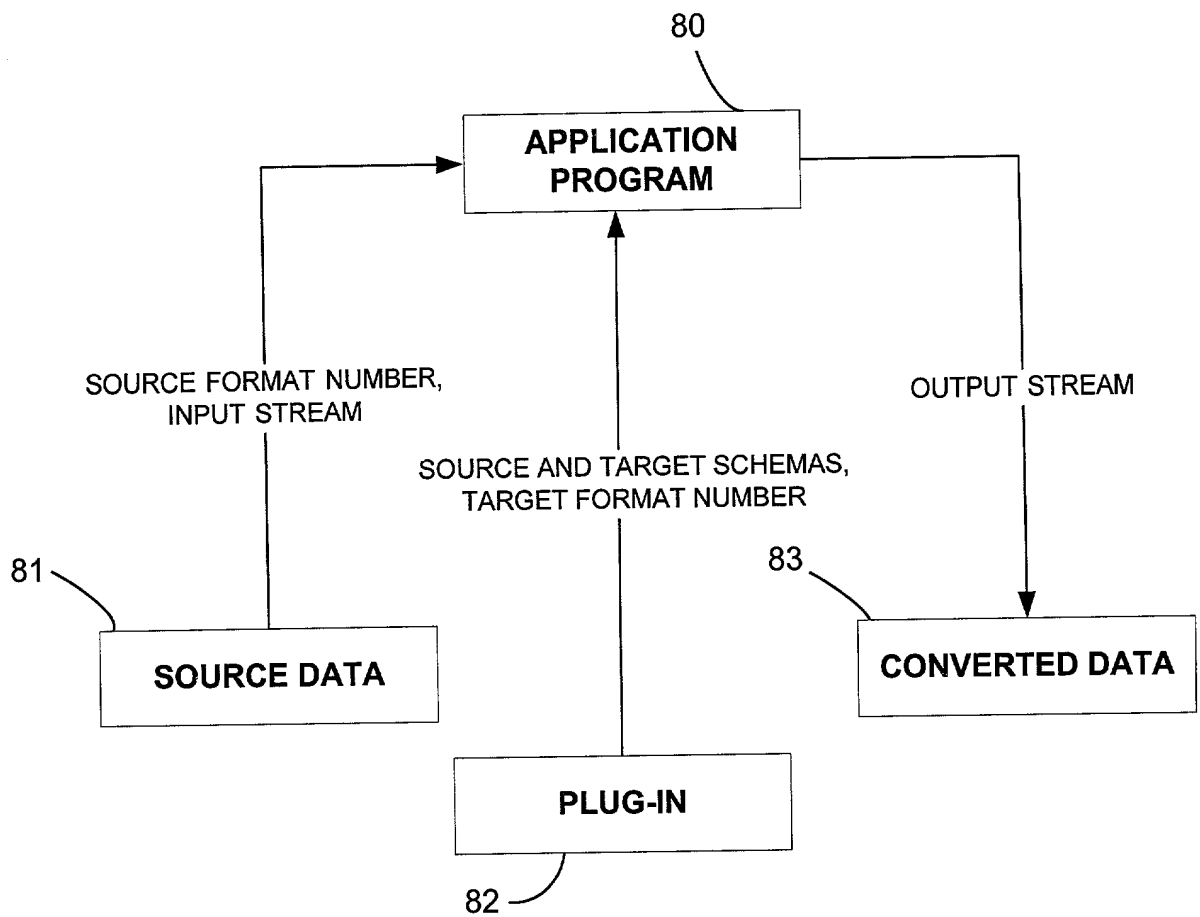 80
APPLICATION
PROGRAM
SOURCE FORMAT NUMBER,
INPUT STREAM
OUTPUT STREAM
SOURCE AND TARGET SCHEMAS,
TARGET FORMAT NUMBER
81
SOURCE DATA
83
CONVERTED DATA
PLUG-IN
82